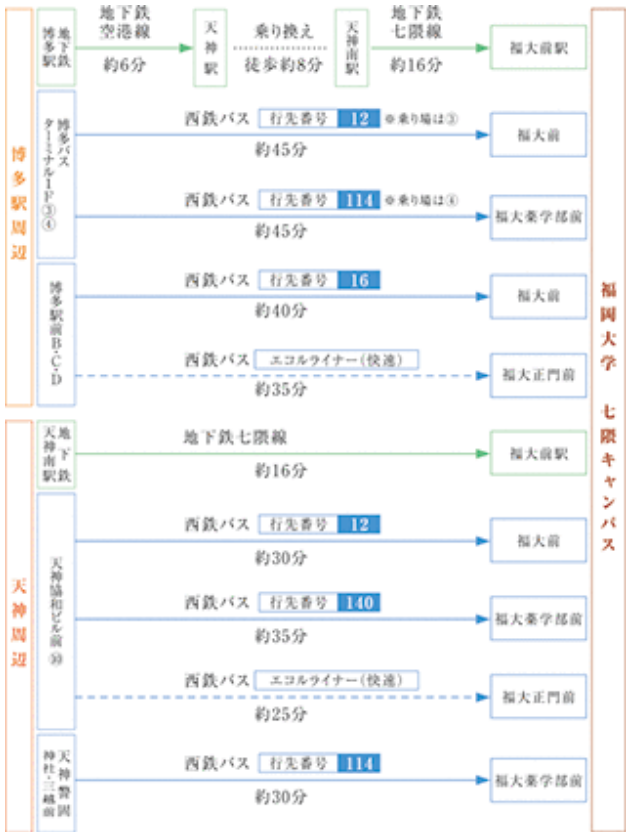 博多駅周辺
地下鉄
博多駅
地下鉄
空港線
約6分
天神駅
乗り換え
徒歩約8分
天神南駅
地下鉄
七隈線
約16分
福大前駅
博多バス
ターミナル1F③④
西鉄バス 行先番号 12 ※乗り場は③
約45分
福大前
西鉄バス 行先番号 114 ※乗り場は④
約45分
福大薬学部前
博多駅前B・C・D
西鉄バス 行先番号 16
約40分
福大前
西鉄バス エコルライナー(快速)
約35分
福大正門前
天神周辺
地下鉄
天神南駅
地下鉄七隈線
約16分
福大前駅
天神協和ビル前 ⑩
西鉄バス 行先番号 12
約30分
福大前
西鉄バス 行先番号 140
約35分
福大薬学部前
西鉄バス エコルライナー(快速)
約25分
福大正門前
天神警固
神社・三越前
西鉄バス 行先番号 114
約30分
福大薬学部前
福岡大学 七隈キャンパス